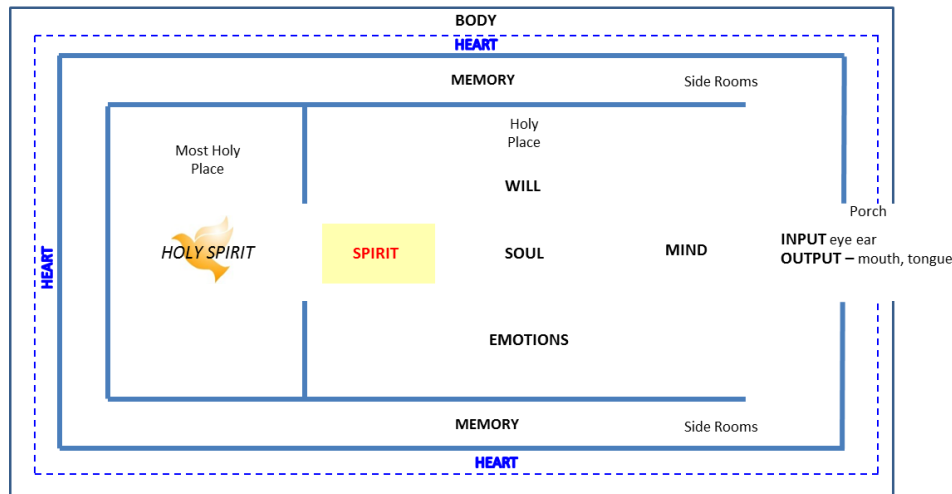 BODY
HEART
MEMORY
Side Rooms
Holy
Place
Most Holy
Place
WILL
Porch
HOLY SPIRIT
SPIRIT
SOUL
MIND
INPUT eye ear
OUTPUT – mouth, tongue
HEART
EMOTIONS
MEMORY
Side Rooms
HEART